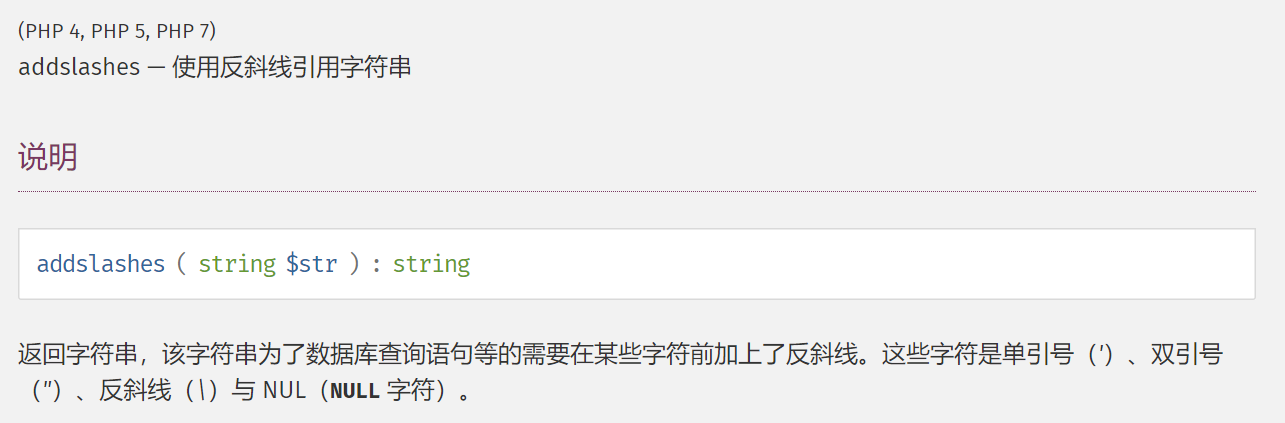 (PHP 4, PHP 5, PHP 7)
addslashes — 使用反斜线引用字符串
说明
addslashes ( string $str ) : string
返回字符串，该字符串为了数据库查询语句等的需要在某些字符前加上了反斜线。这些字符是单引号（'）、双引号
（"）、反斜线（\）与 NUL（NULL 字符）。